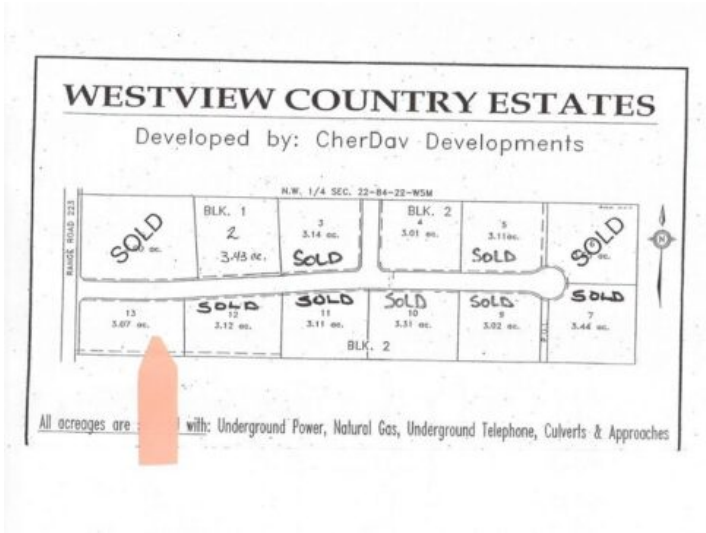 WESTVIEW COUNTRY ESTATES
Developed by: CherDav Developments
N.W. 1/4 SEC. 22-84-22-W5M
RANGE ROAD 223
SOLD
ac.
BLK. 1
2
3.43 ac.
3
3.14 ac.
SOLD
BLK. 2
4
3.01 ac.
5
3.11ac.
SOLD
SOLD
ac.
N
13
3.07 ac.
SOLD
12
3.12 ac.
SOLD
11
3.11 ac.
SOLD
10
3.31 ac.
SOLD
9
3.02 ac.
P.U.L.
SOLD
7
3.44 ac.
BLK. 2
All acreages are with: Underground Power, Natural Gas, Underground Telephone, Culverts & Approaches